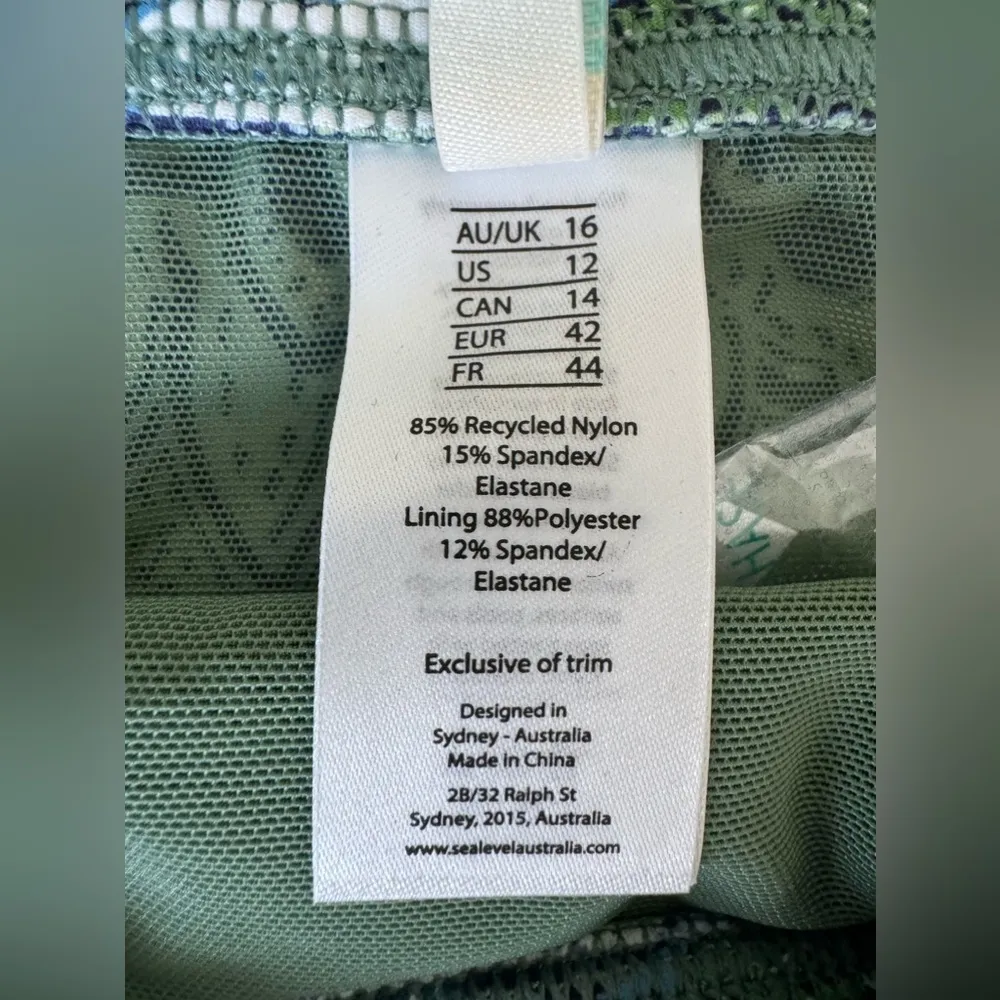 AU/UK 16
US 12
CAN 14
EUR 42
FR 44
85% Recycled Nylon
15% Spandex/
Elastane
Lining 88%Polyester
12% Spandex/
Elastane
Exclusive of trim
Designed in
Sydney - Australia
Made in China
2B/32 Ralph St
Sydney, 2015, Australia
www.sealevelaustralia.com